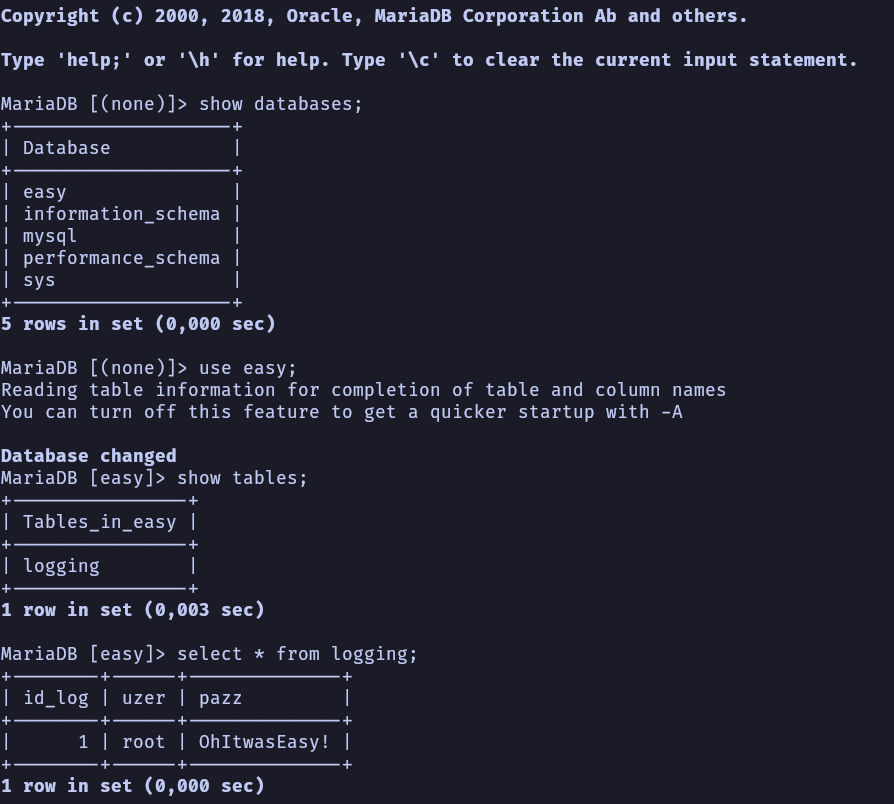 Copyright (c) 2000, 2018, Oracle, MariaDB Corporation Ab and others.
Type 'help;' or '\h' for help. Type '\c' to clear the current input statement.
MariaDB [(none)]> show databases;
+--------------------+
| Database           |
+--------------------+
| easy               |
| information_schema |
| mysql              |
| performance_schema |
| sys                |
+--------------------+
5 rows in set (0,000 sec)
MariaDB [(none)]> use easy;
Reading table information for completion of table and column names
You can turn off this feature to get a quicker startup with -A
Database changed
MariaDB [easy]> show tables;
+----------------+
| Tables_in_easy |
+----------------+
| logging        |
+----------------+
1 row in set (0,003 sec)
MariaDB [easy]> select * from logging;
+--------+------+--------------+
| id_log | uzer | pazz         |
+--------+------+--------------+
|      1 | root | OhItwasEasy! |
+--------+------+--------------+
1 row in set (0,000 sec)